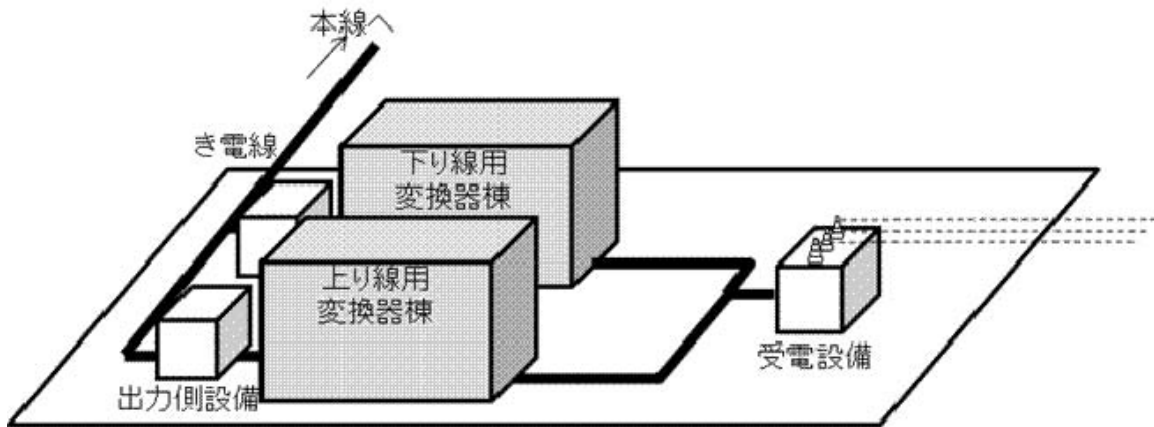 本線へ
き電線
下り線用
変換器棟
上り線用
変換器棟
受電設備
出力側設備